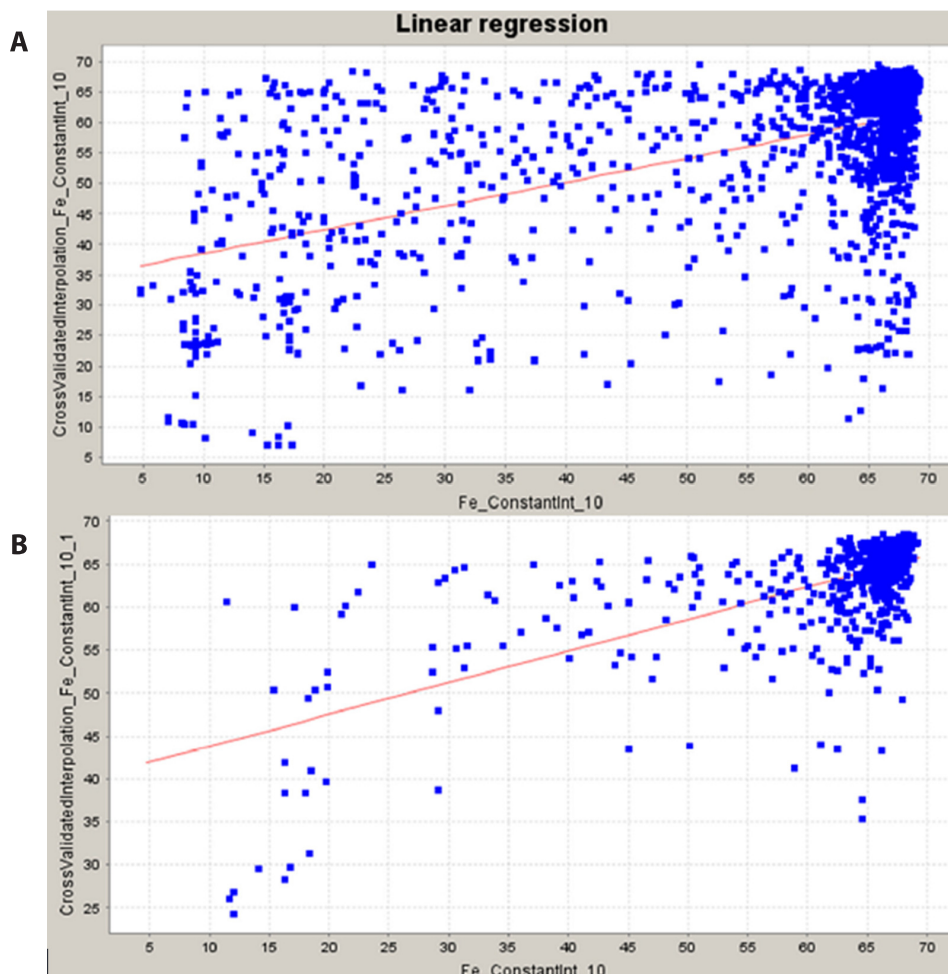 Linear regression
A
CrossValidatedInterpolation_Fe_ConstantInt_10
70
65
60
55
50
45
40
35
30
25
20
15
10
5
5 10 15 20 25 30 35 40 45 50 55 60 65 70
Fe_ConstantInt_10
B
CrossValidatedInterpolation_Fe_ConstantInt_10_1
70
65
60
55
50
45
40
35
30
25
5 10 15 20 25 30 35 40 45 50 55 60 65 70
Fe_ConstantInt_10